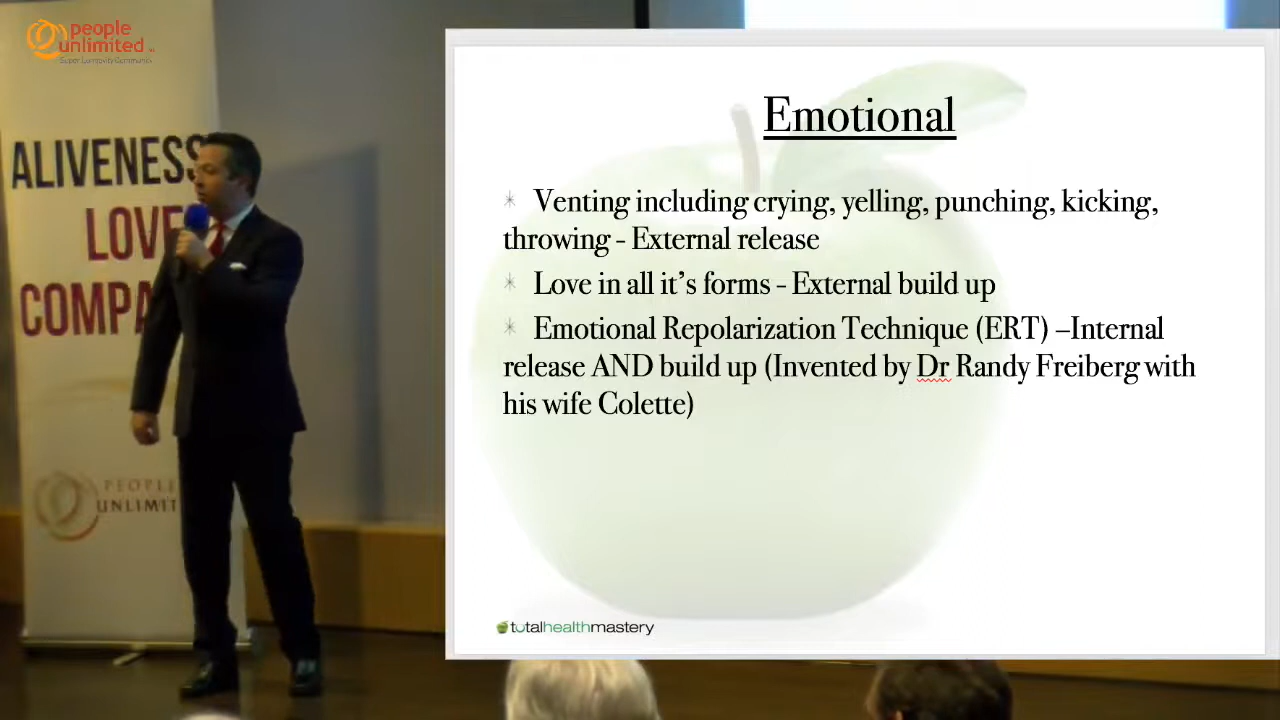 people
unlimited
Super Longevity Community
ALIVENESS
LOVE
COMPA
PEOPLE
UNLIMIT
Emotional
Venting including crying, yelling, punching, kicking,
throwing - External release
Love in all it's forms - External build up
Emotional Repolarization Technique (ERT) –Internal
release AND build up (Invented by Dr Randy Freiberg with
his wife Colette)
totalhealthmastery